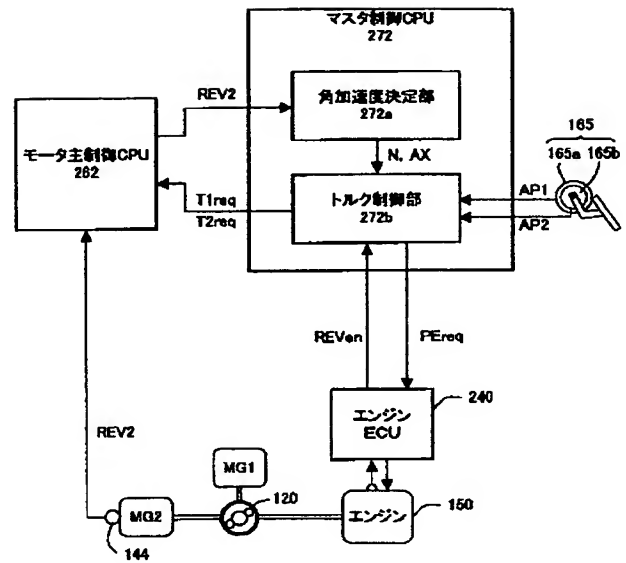 マスタ制御CPU
272
角加速度決定部
272a
REV2
モータ主制御CPU
262
N, AX
165
165a 165b
トルク制御部
272b
T1req
T2req
AP1
AP2
REVen
PEreq
エンジン
ECU
240
REV2
MG1
MG2
120
エンジン
150
144